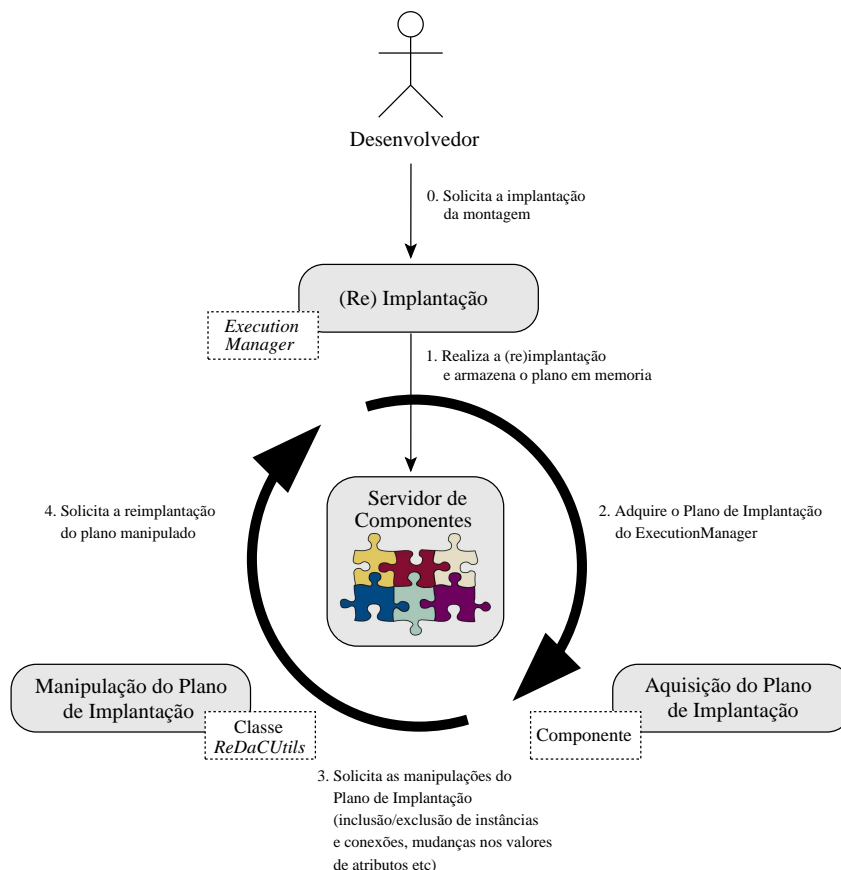 Desenvolvedor
0. Solicita a implantação
da montagem
(Re) Implantação
Execution
Manager
1. Realiza a (re)implantação
e armazena o plano em memoria
Servidor de
Componentes
4. Solicita a reimplantação
do plano manipulado
2. Adquire o Plano de Implantação
do ExecutionManager
Manipulação do Plano
de Implantação
Classe
ReDaCUtils
Aquisição do Plano
de Implantação
Componente
3. Solicita as manipulações do
Plano de Implantação
(inclusão/exclusão de instâncias
e conexões, mudanças nos valores
de atributos etc)